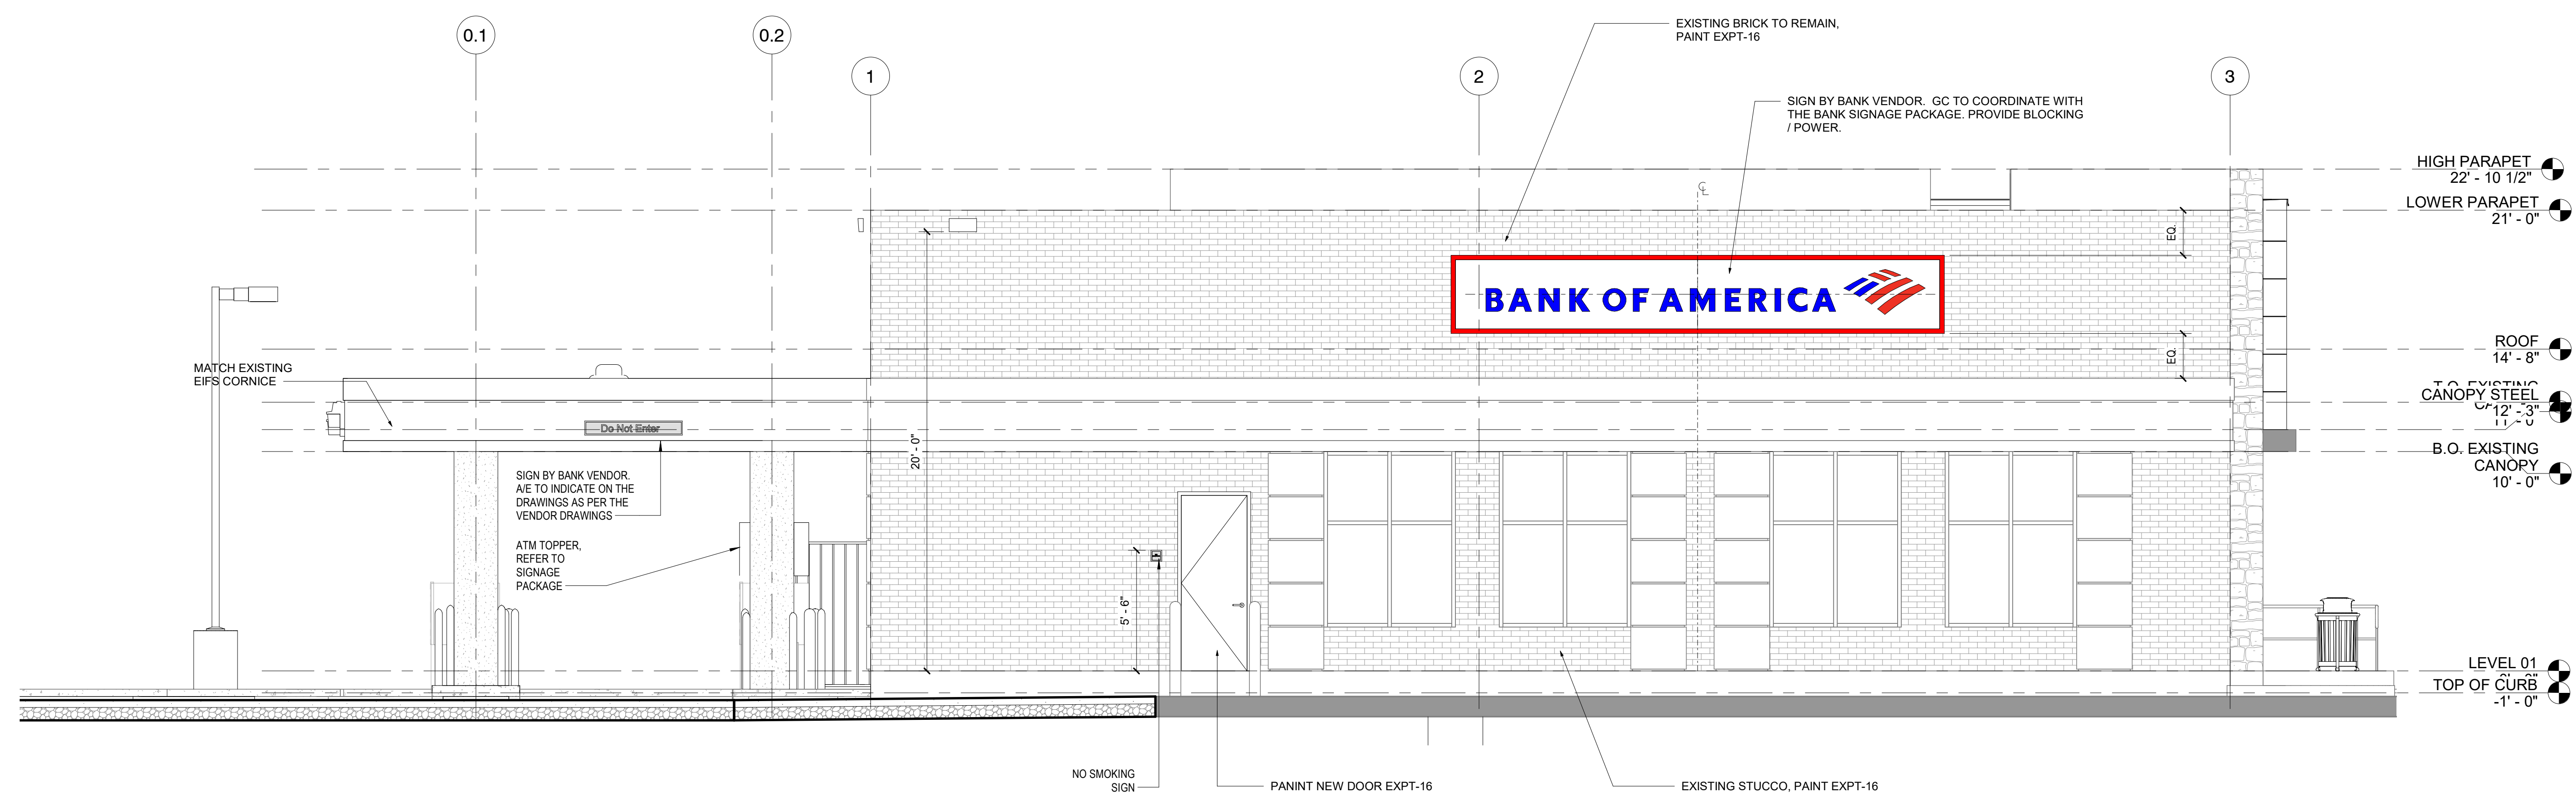 0.1
0.2
1
2
3
EXISTING BRICK TO REMAIN,
PAINT EXPT-16
SIGN BY BANK VENDOR. GC TO COORDINATE WITH
THE BANK SIGNAGE PACKAGE. PROVIDE BLOCKING
/ POWER.
HIGH PARAPET
22' - 10 1/2"
LOWER PARAPET
21' - 0"
EQ.
BANK OF AMERICA
ROOF
14' - 8"
EQ.
MATCH EXISTING
EIFS CORNICE
T.O. EXISTING
CANOPY STEEL
12' - 3"
11' - 0"
Do Not Enter
20' - 0"
B.O. EXISTING
CANOPY
10' - 0"
SIGN BY BANK VENDOR.
A/E TO INDICATE ON THE
DRAWINGS AS PER THE
VENDOR DRAWINGS
ATM TOPPER,
REFER TO
SIGNAGE
PACKAGE
5' - 6"
LEVEL 01
TOP OF CURB
-1' - 0"
NO SMOKING
SIGN
PANINT NEW DOOR EXPT-16
EXISTING STUCCO, PAINT EXPT-16